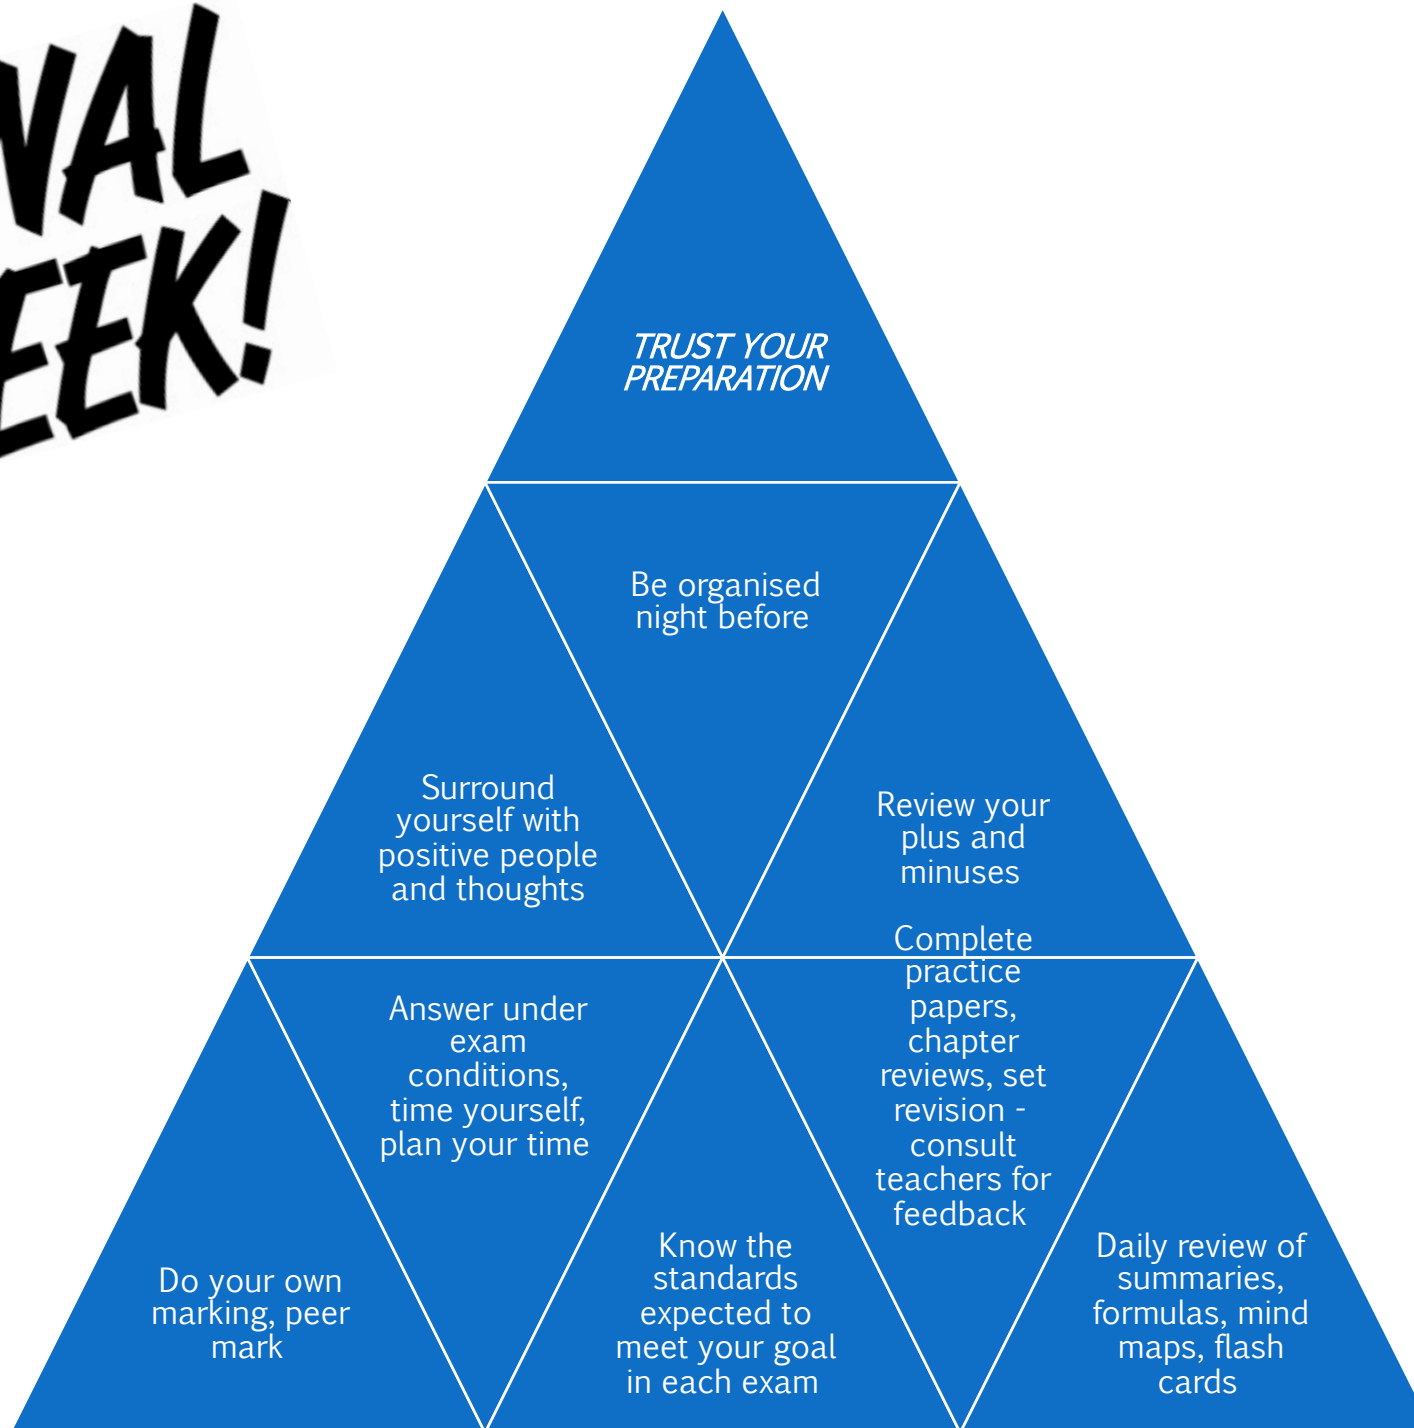 TRUST YOUR
PREPARATION
Be organised
night before
Surround
yourself with
positive people
and thoughts
Review your
plus and
minuses
Answer under
exam
conditions,
time yourself,
plan your time
Complete
practice
papers,
chapter
reviews, set
revision -
consult
teachers for
feedback
Do your own
marking, peer
mark
Know the
standards
expected to
meet your goal
in each exam
Daily review of
summaries,
formulas, mind
maps, flash
cards